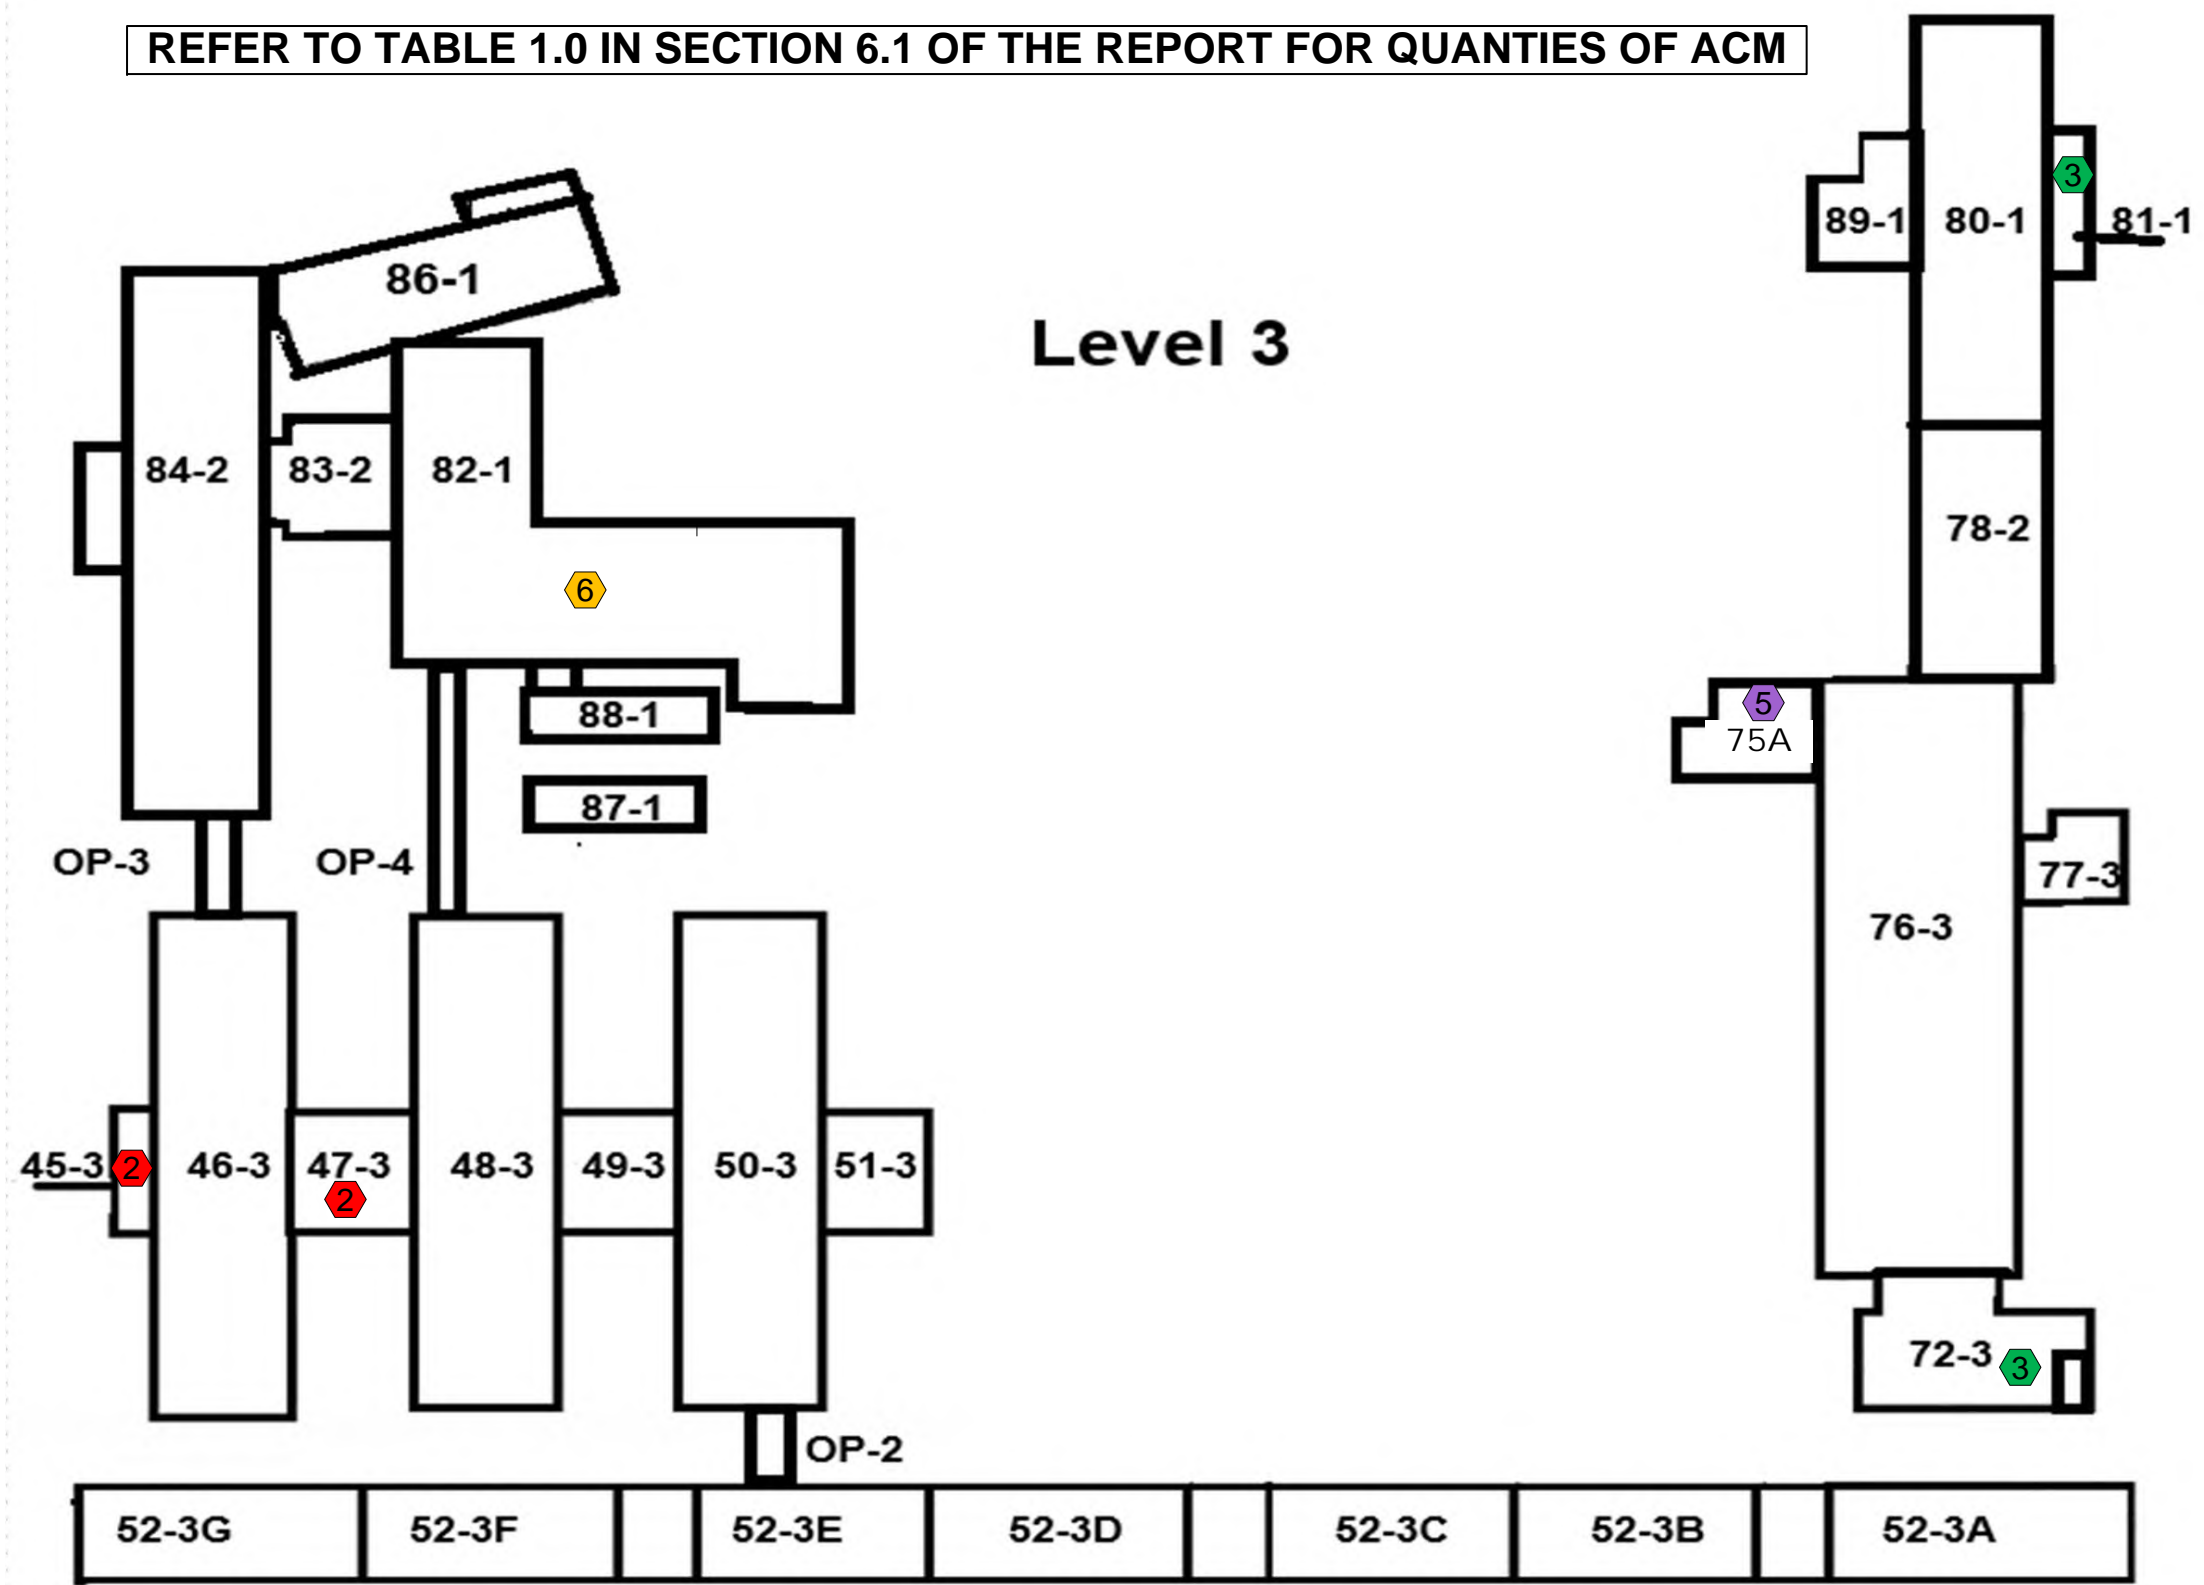 REFER TO TABLE 1.0 IN SECTION 6.1 OF THE REPORT FOR QUANTIES OF ACM
3
89-1 80-1 81-1
86-1
Level 3
84-2 83-2 82-1
78-2
6
5
88-1
75A
87-1
OP-3 OP-4
77-3
76-3
45-3 2 46-3 47-3 48-3 49-3 50-3 51-3
2
72-3 3
OP-2
52-3G 52-3F 52-3E 52-3D 52-3C 52-3B 52-3A